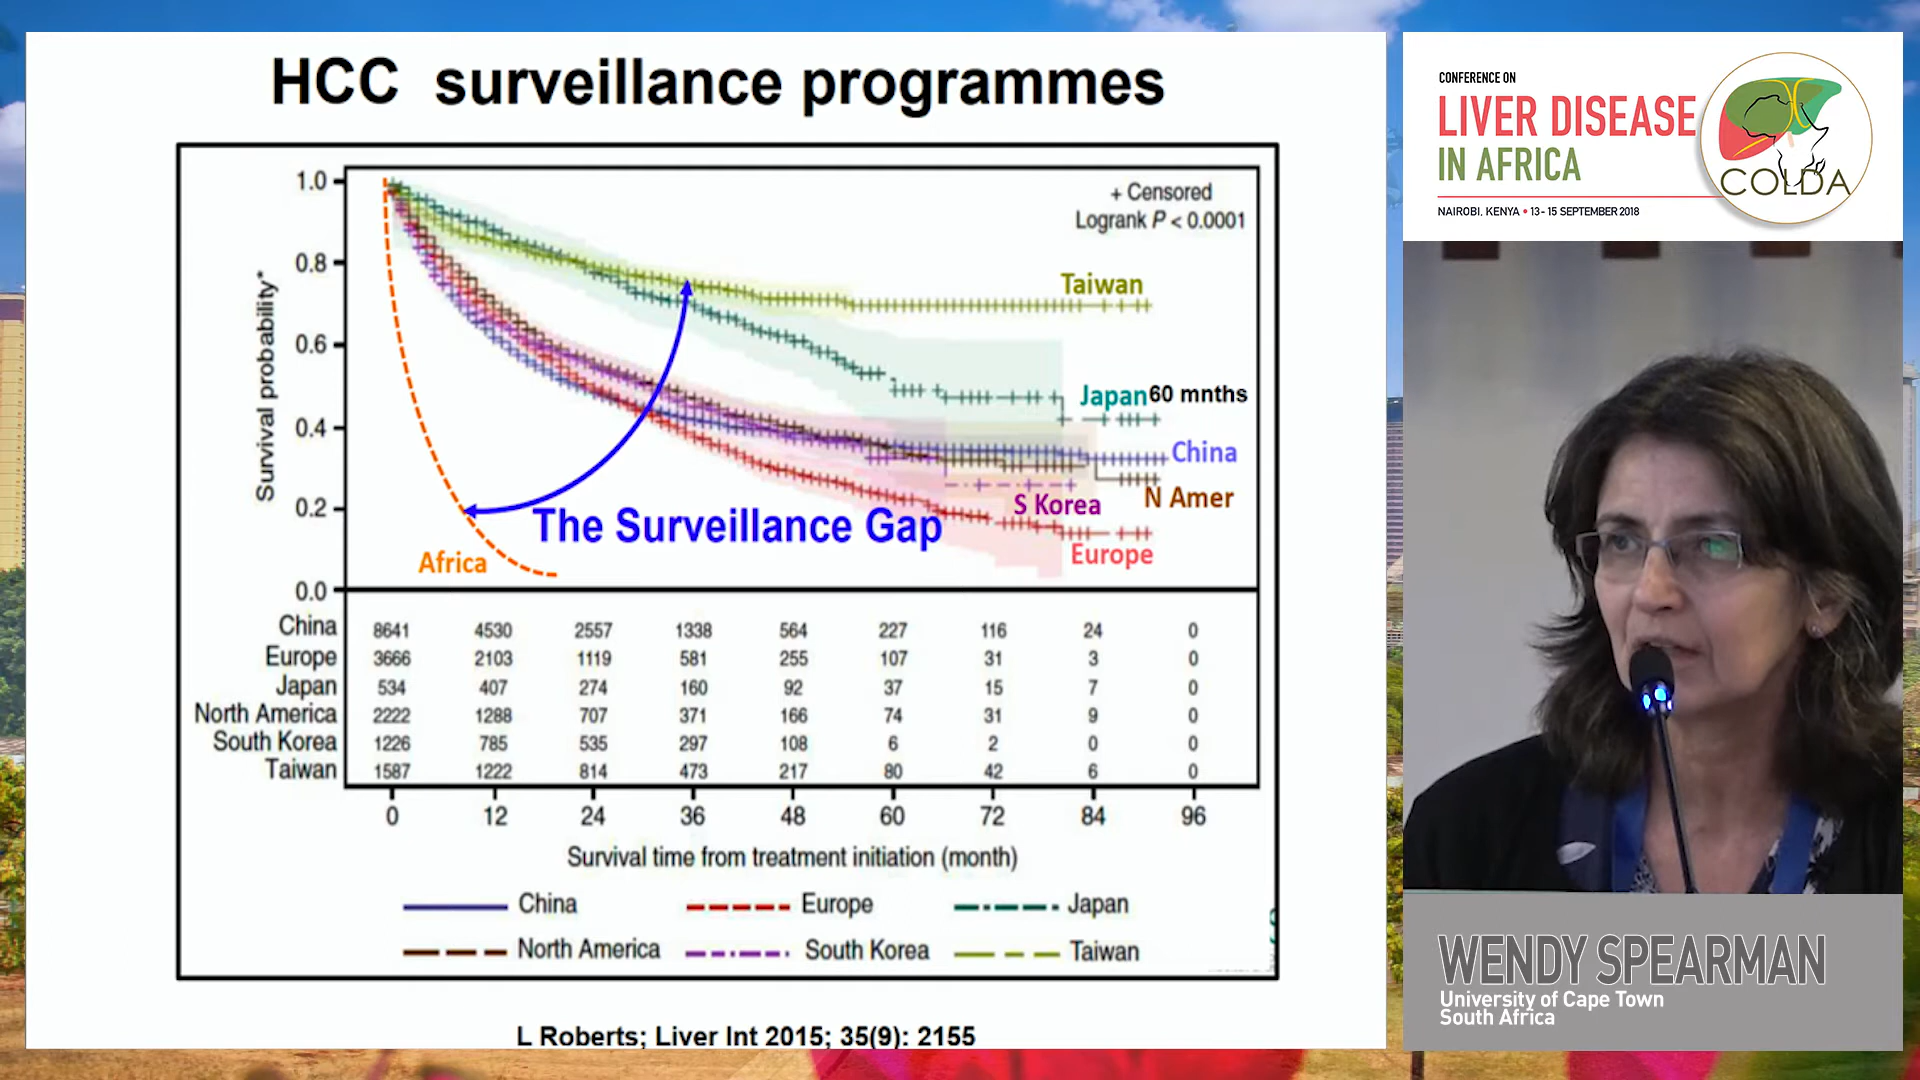 HCC surveillance programmes
+ Censored
Logrank P < 0.0001
Survival probability*
1.0
0.8
0.6
0.4
0.2
0.0
Taiwan
Japan 60 mnths
China
N Amer
S Korea
Europe
The Surveillance Gap
Africa
China 8641 4530 2557 1338 564 227 116 24 0
Europe 3666 2103 1119 581 255 107 31 3 0
Japan 534 407 274 160 92 37 15 7 0
North America 2222 1288 707 371 166 74 31 9 0
South Korea 1226 785 535 297 108 6 2 0 0
Taiwan 1587 1222 814 473 217 80 42 6 0
0 12 24 36 48 60 72 84 96
Survival time from treatment initiation (month)
China Europe Japan
North America South Korea Taiwan
L Roberts; Liver Int 2015; 35(9): 2155
CONFERENCE ON
LIVER DISEASE
IN AFRICA
COLDA
NAIROBI, KENYA • 13 - 15 SEPTEMBER 2018
WENDY SPEARMAN
University of Cape Town
South Africa